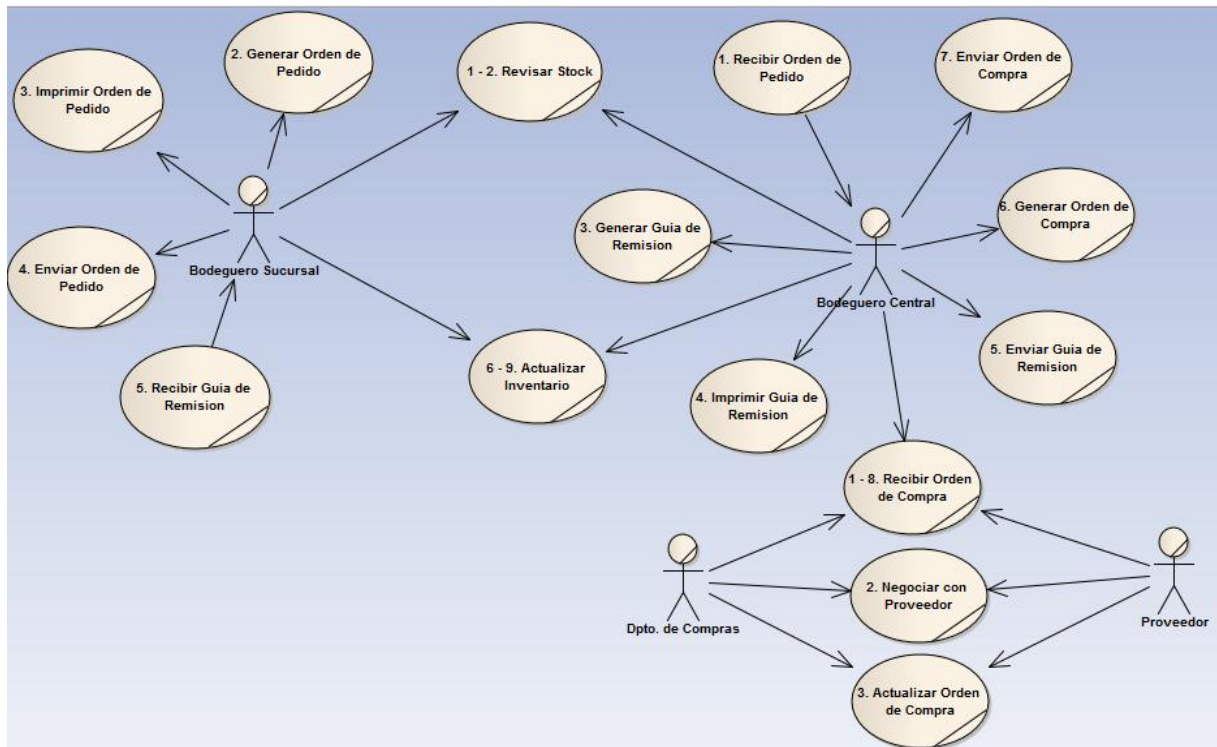 2. Generar Orden de
Pedido
1 - 2. Revisar Stock
1. Recibir Orden de
Pedido
7. Enviar Orden de
Compra
3. Imprimir Orden de
Pedido
6. Generar Orden de
Compra
3. Generar Guia de
Remision
4. Enviar Orden de
Pedido
Bodeguero Sucursal
Bodeguero Central
5. Recibir Guia de
Remision
6 - 9. Actualizar
Inventario
5. Enviar Guia de
Remision
4. Imprimir Guia de
Remision
1 - 8. Recibir Orden
de Compra
2. Negociar con
Proveedor
Dpto. de Compras
Proveedor
3. Actualizar Orden
de Compra